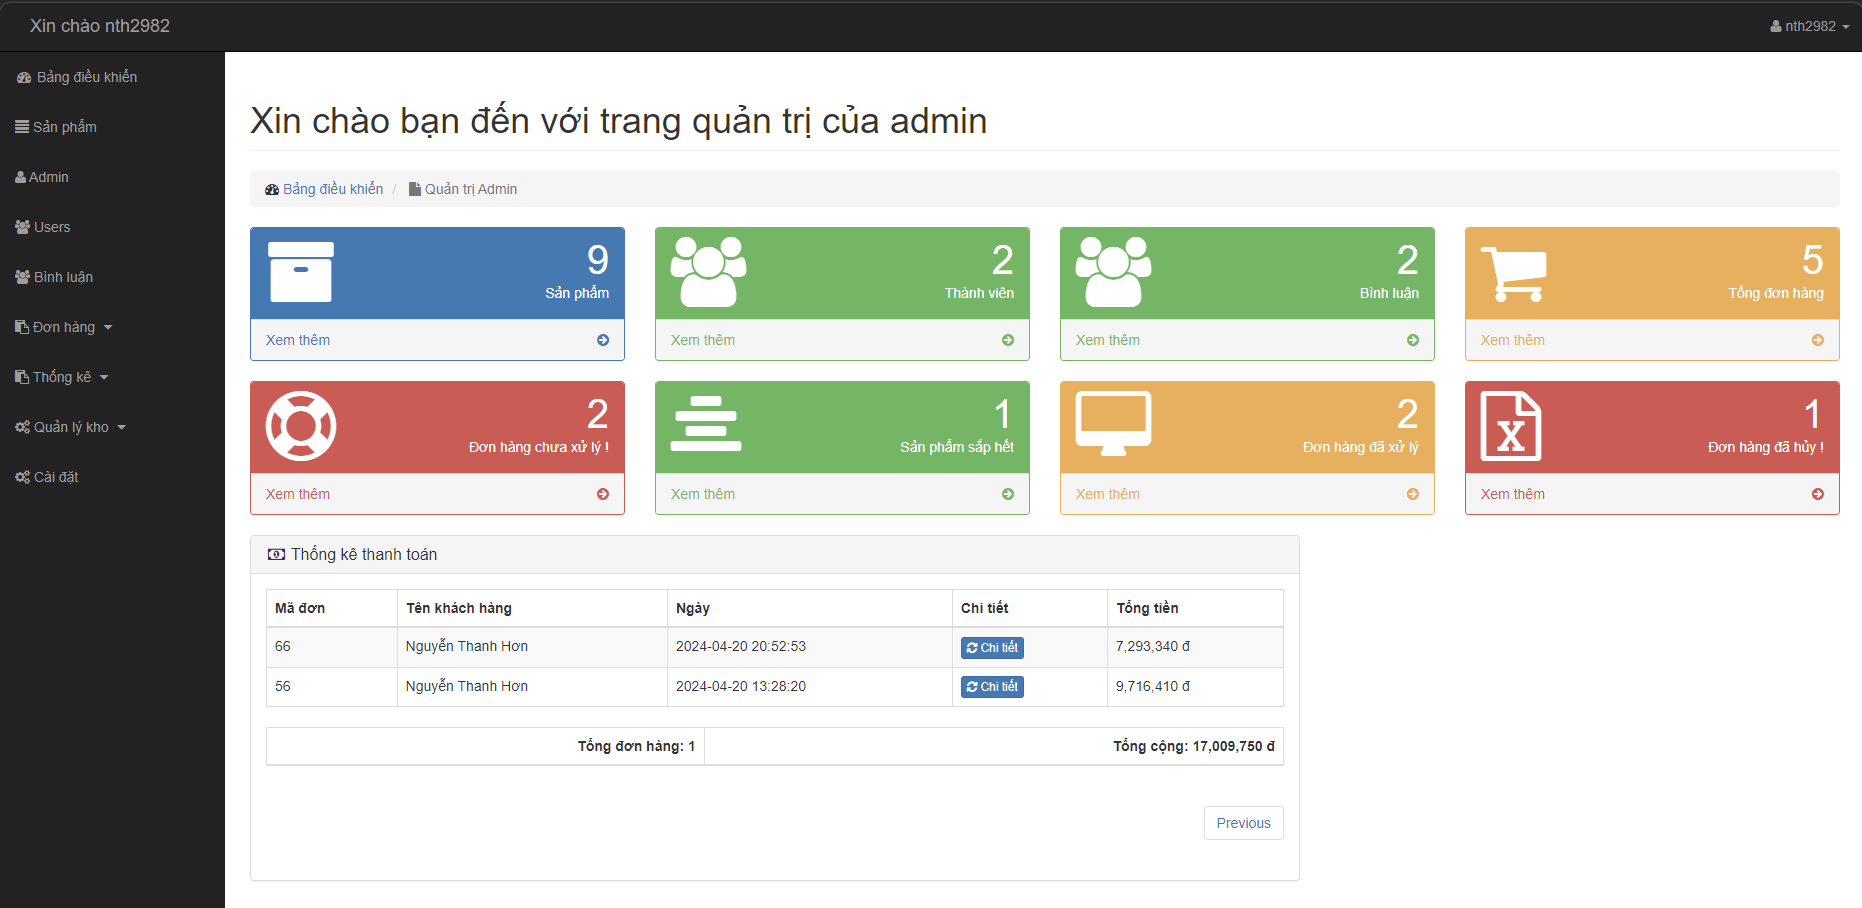 Xin chào nth2982
nth2982
Bảng điều khiển
Sản phẩm
Admin
Users
Bình luận
Đơn hàng
Thống kê
Quản lý kho
Cài đặt
Xin chào bạn đến với trang quản trị của admin
Bảng điều khiển / Quản trị Admin
9
Sản phẩm
Xem thêm
2
Thành viên
Xem thêm
2
Bình luận
Xem thêm
5
Tổng đơn hàng
Xem thêm
2
Đơn hàng chưa xử lý !
Xem thêm
1
Sản phẩm sắp hết
Xem thêm
2
Đơn hàng đã xử lý
Xem thêm
1
Đơn hàng đã hủy !
Xem thêm
Thống kê thanh toán
Mã đơn Tên khách hàng Ngày Chi tiết Tổng tiền
66 Nguyễn Thanh Hơn 2024-04-20 20:52:53 Chi tiết 7,293,340 đ
56 Nguyễn Thanh Hơn 2024-04-20 13:28:20 Chi tiết 9,716,410 đ
Tổng đơn hàng: 1 Tổng cộng: 17,009,750 đ
Previous